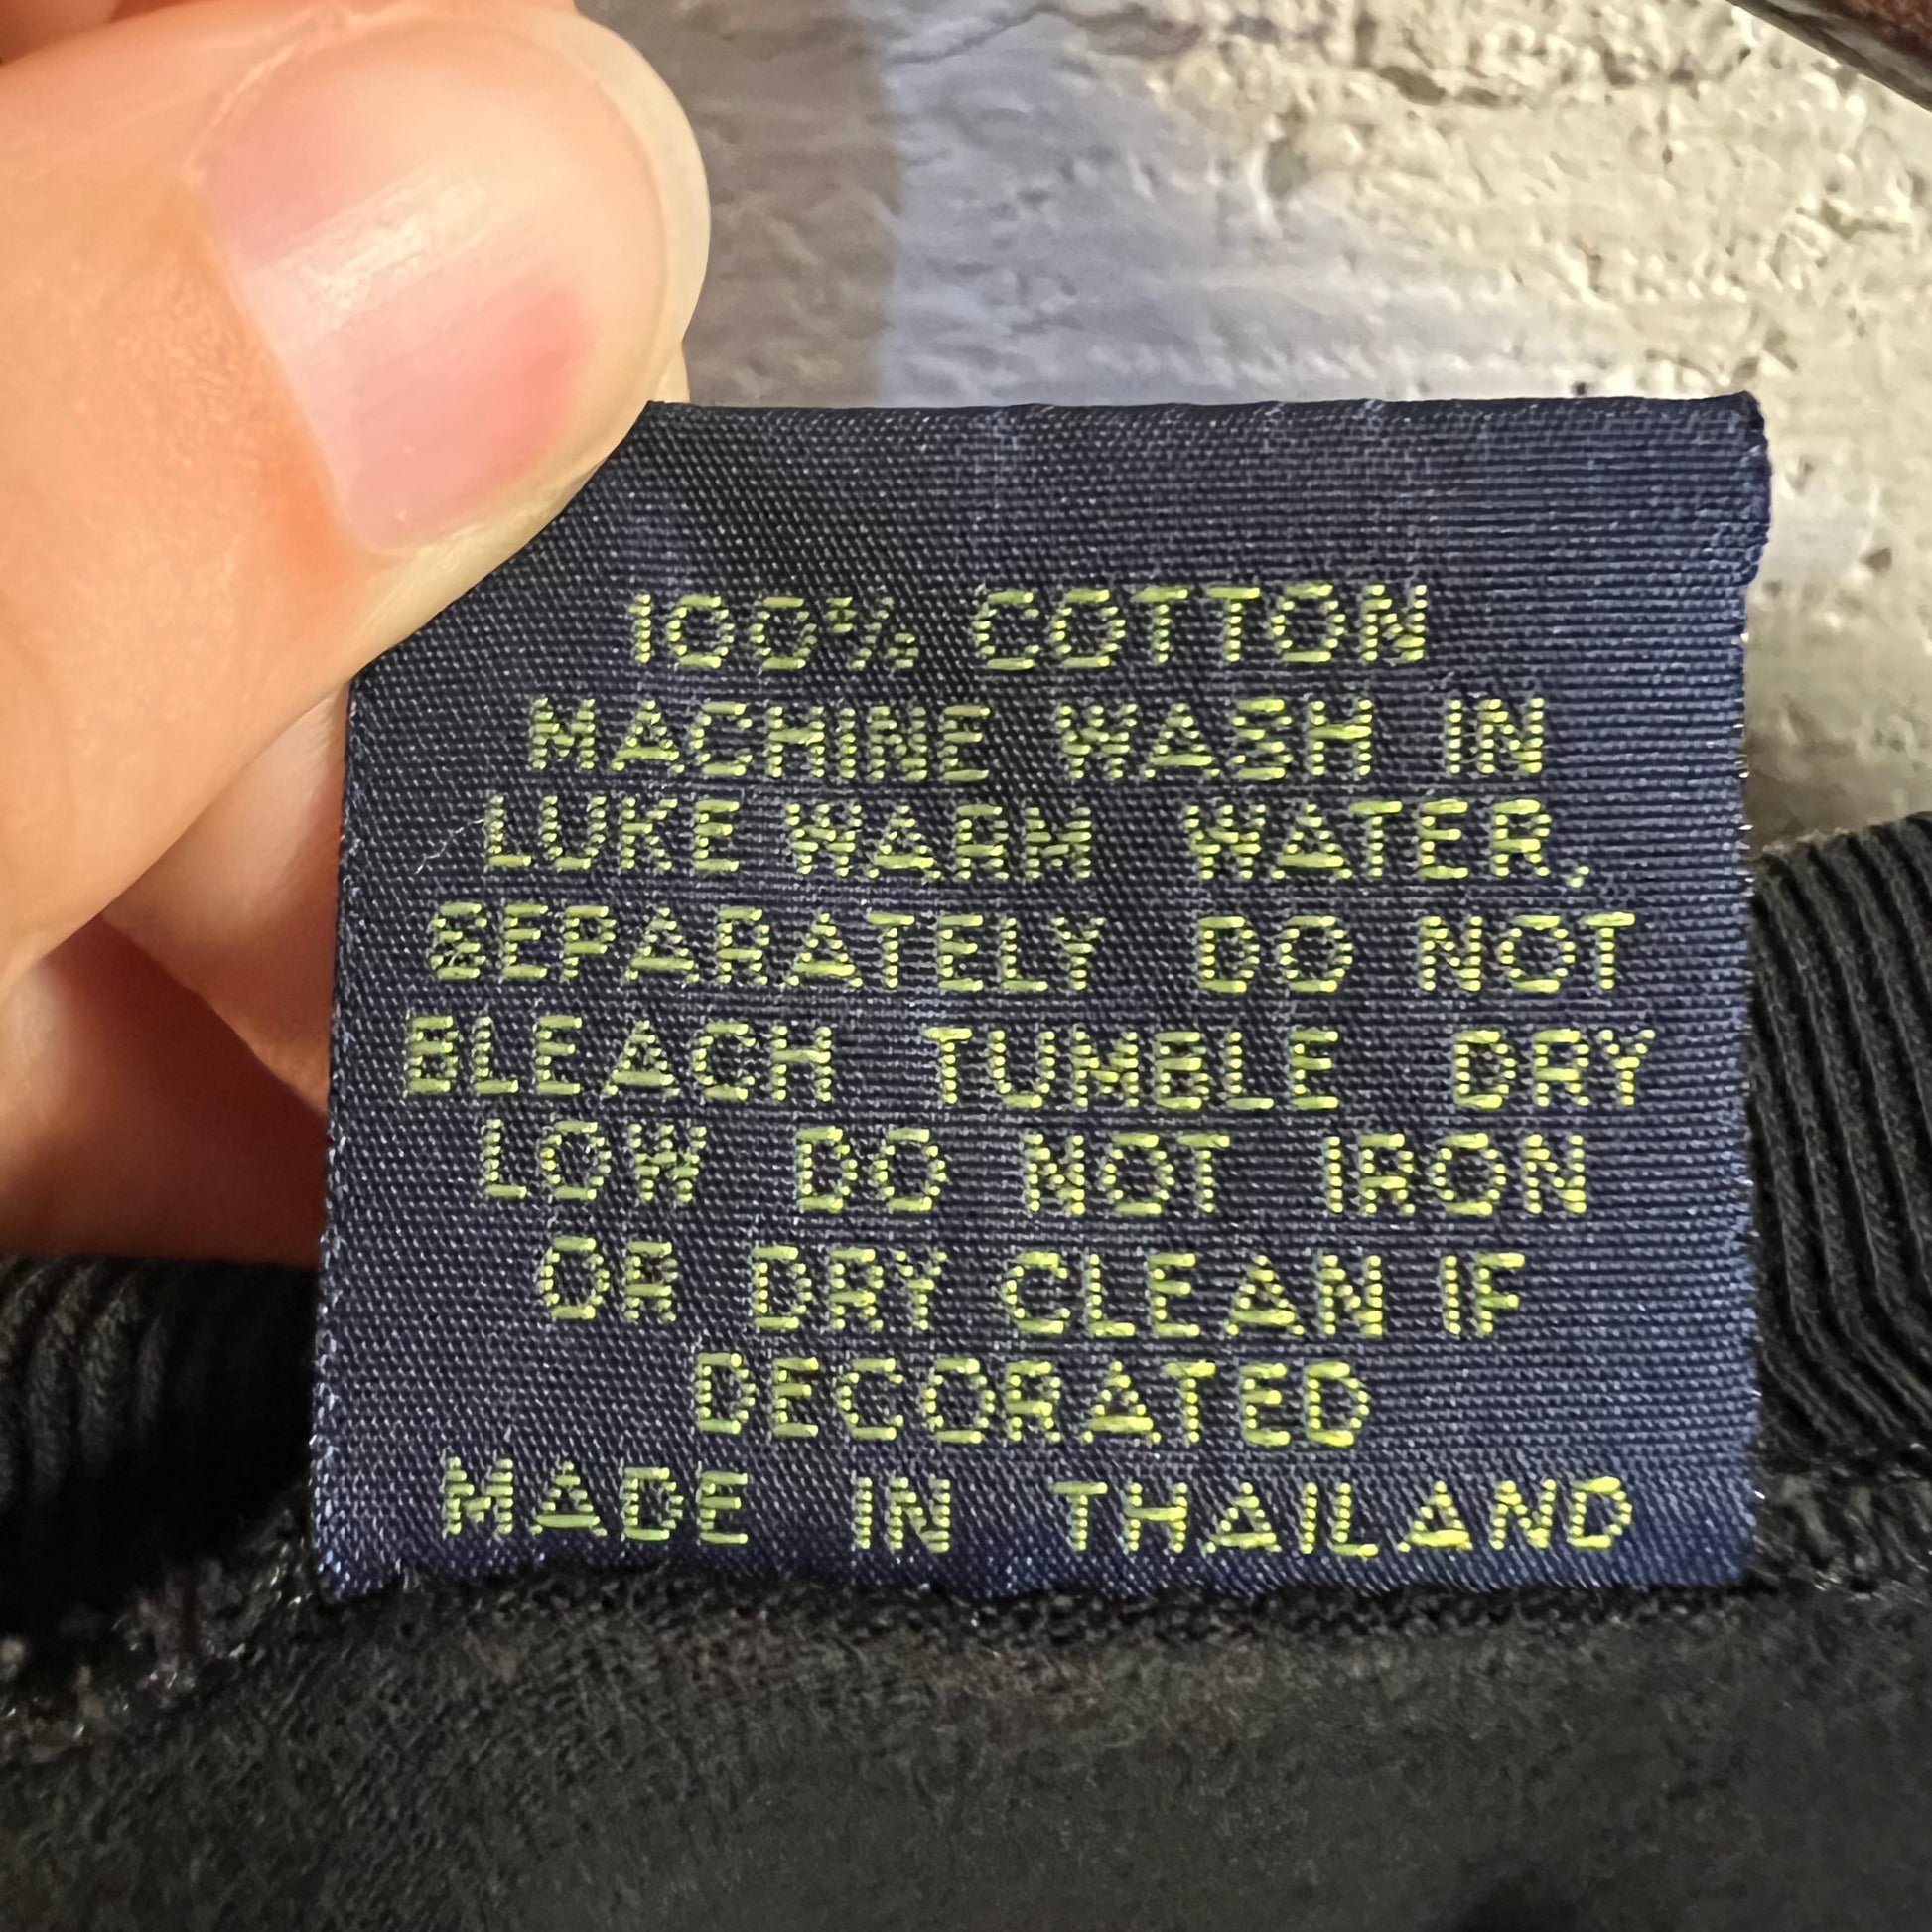 100% COTTON
MACHINE WASH IN
LUKE WARM WATER,
SEPARATELY DO NOT
BLEACH TUMBLE DRY
LOW DO NOT IRON
OR DRY CLEAN IF
DECORATED
MADE IN THAILAND